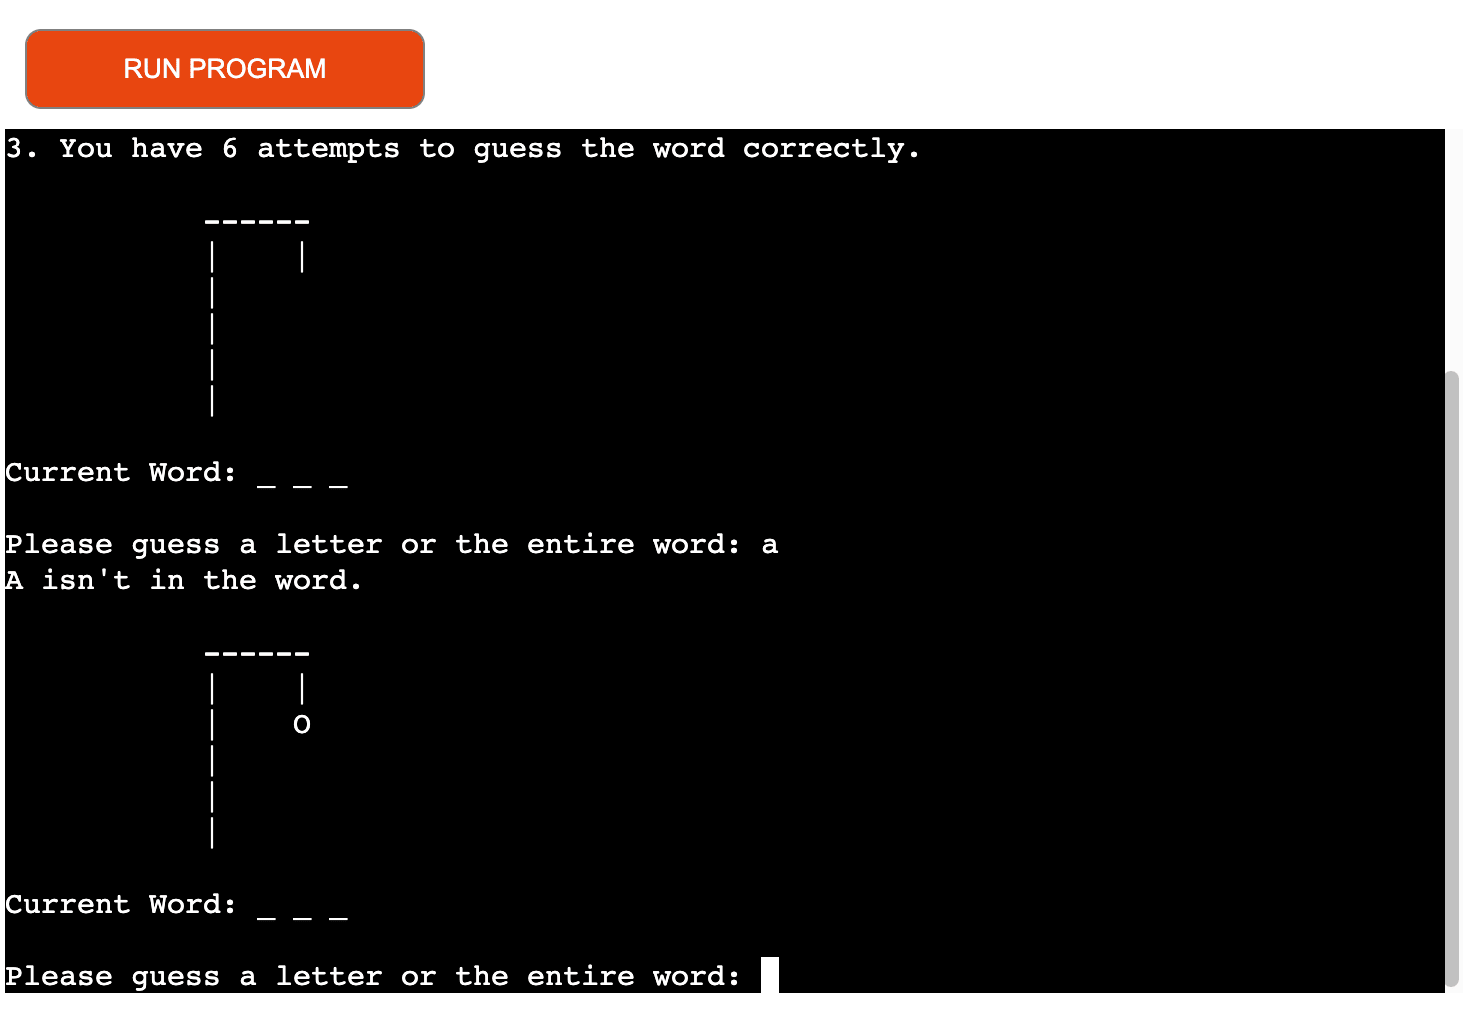 RUN PROGRAM
3. You have 6 attempts to guess the word correctly.
------
|    |
|
|
|
|
Current Word: _ _ _
Please guess a letter or the entire word: a
A isn't in the word.
------
|    |
|    O
|
|
|
Current Word: _ _ _
Please guess a letter or the entire word: